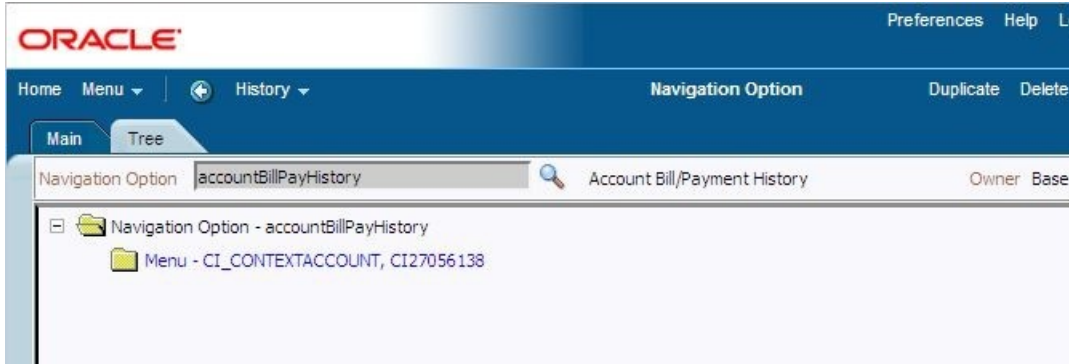 Preferences Help
ORACLE
Home Menu History Navigation Option Duplicate Delete
Main Tree
Navigation Option accountBillPayHistory Account Bill/Payment History Owner Base
Navigation Option - accountBillPayHistory
Menu - CI_CONTEXTACCOUNT, CI27056138